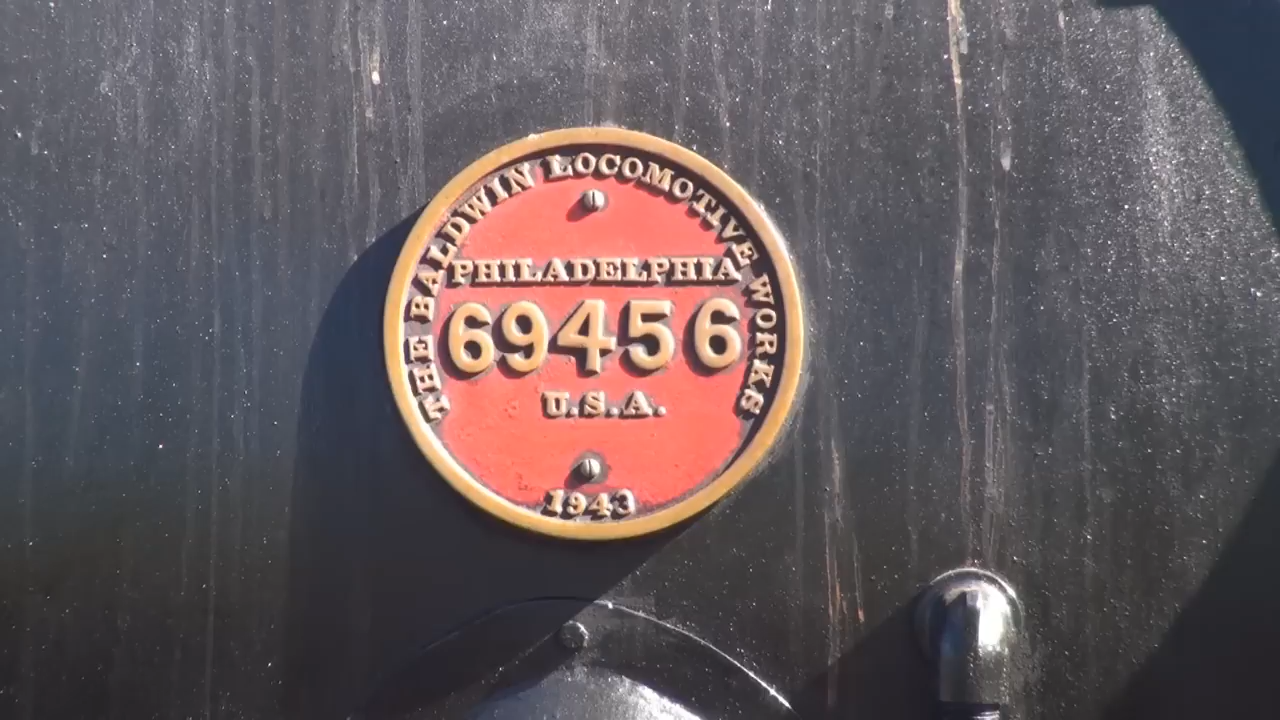 THE BALDWIN LOCOMOTIVE WORKS
PHILADELPHIA
69456
U.S.A.
1943